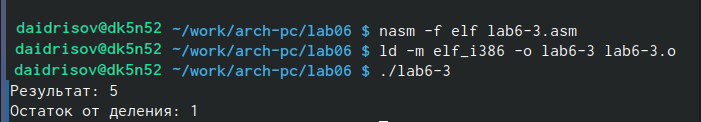 daidrisov@dk5n52 ~/work/arch-pc/lab06 $ nasm -f elf lab6-3.asm
daidrisov@dk5n52 ~/work/arch-pc/lab06 $ ld -m elf_i386 -o lab6-3 lab6-3.o
daidrisov@dk5n52 ~/work/arch-pc/lab06 $ ./lab6-3
Результат: 5
Остаток от деления: 1